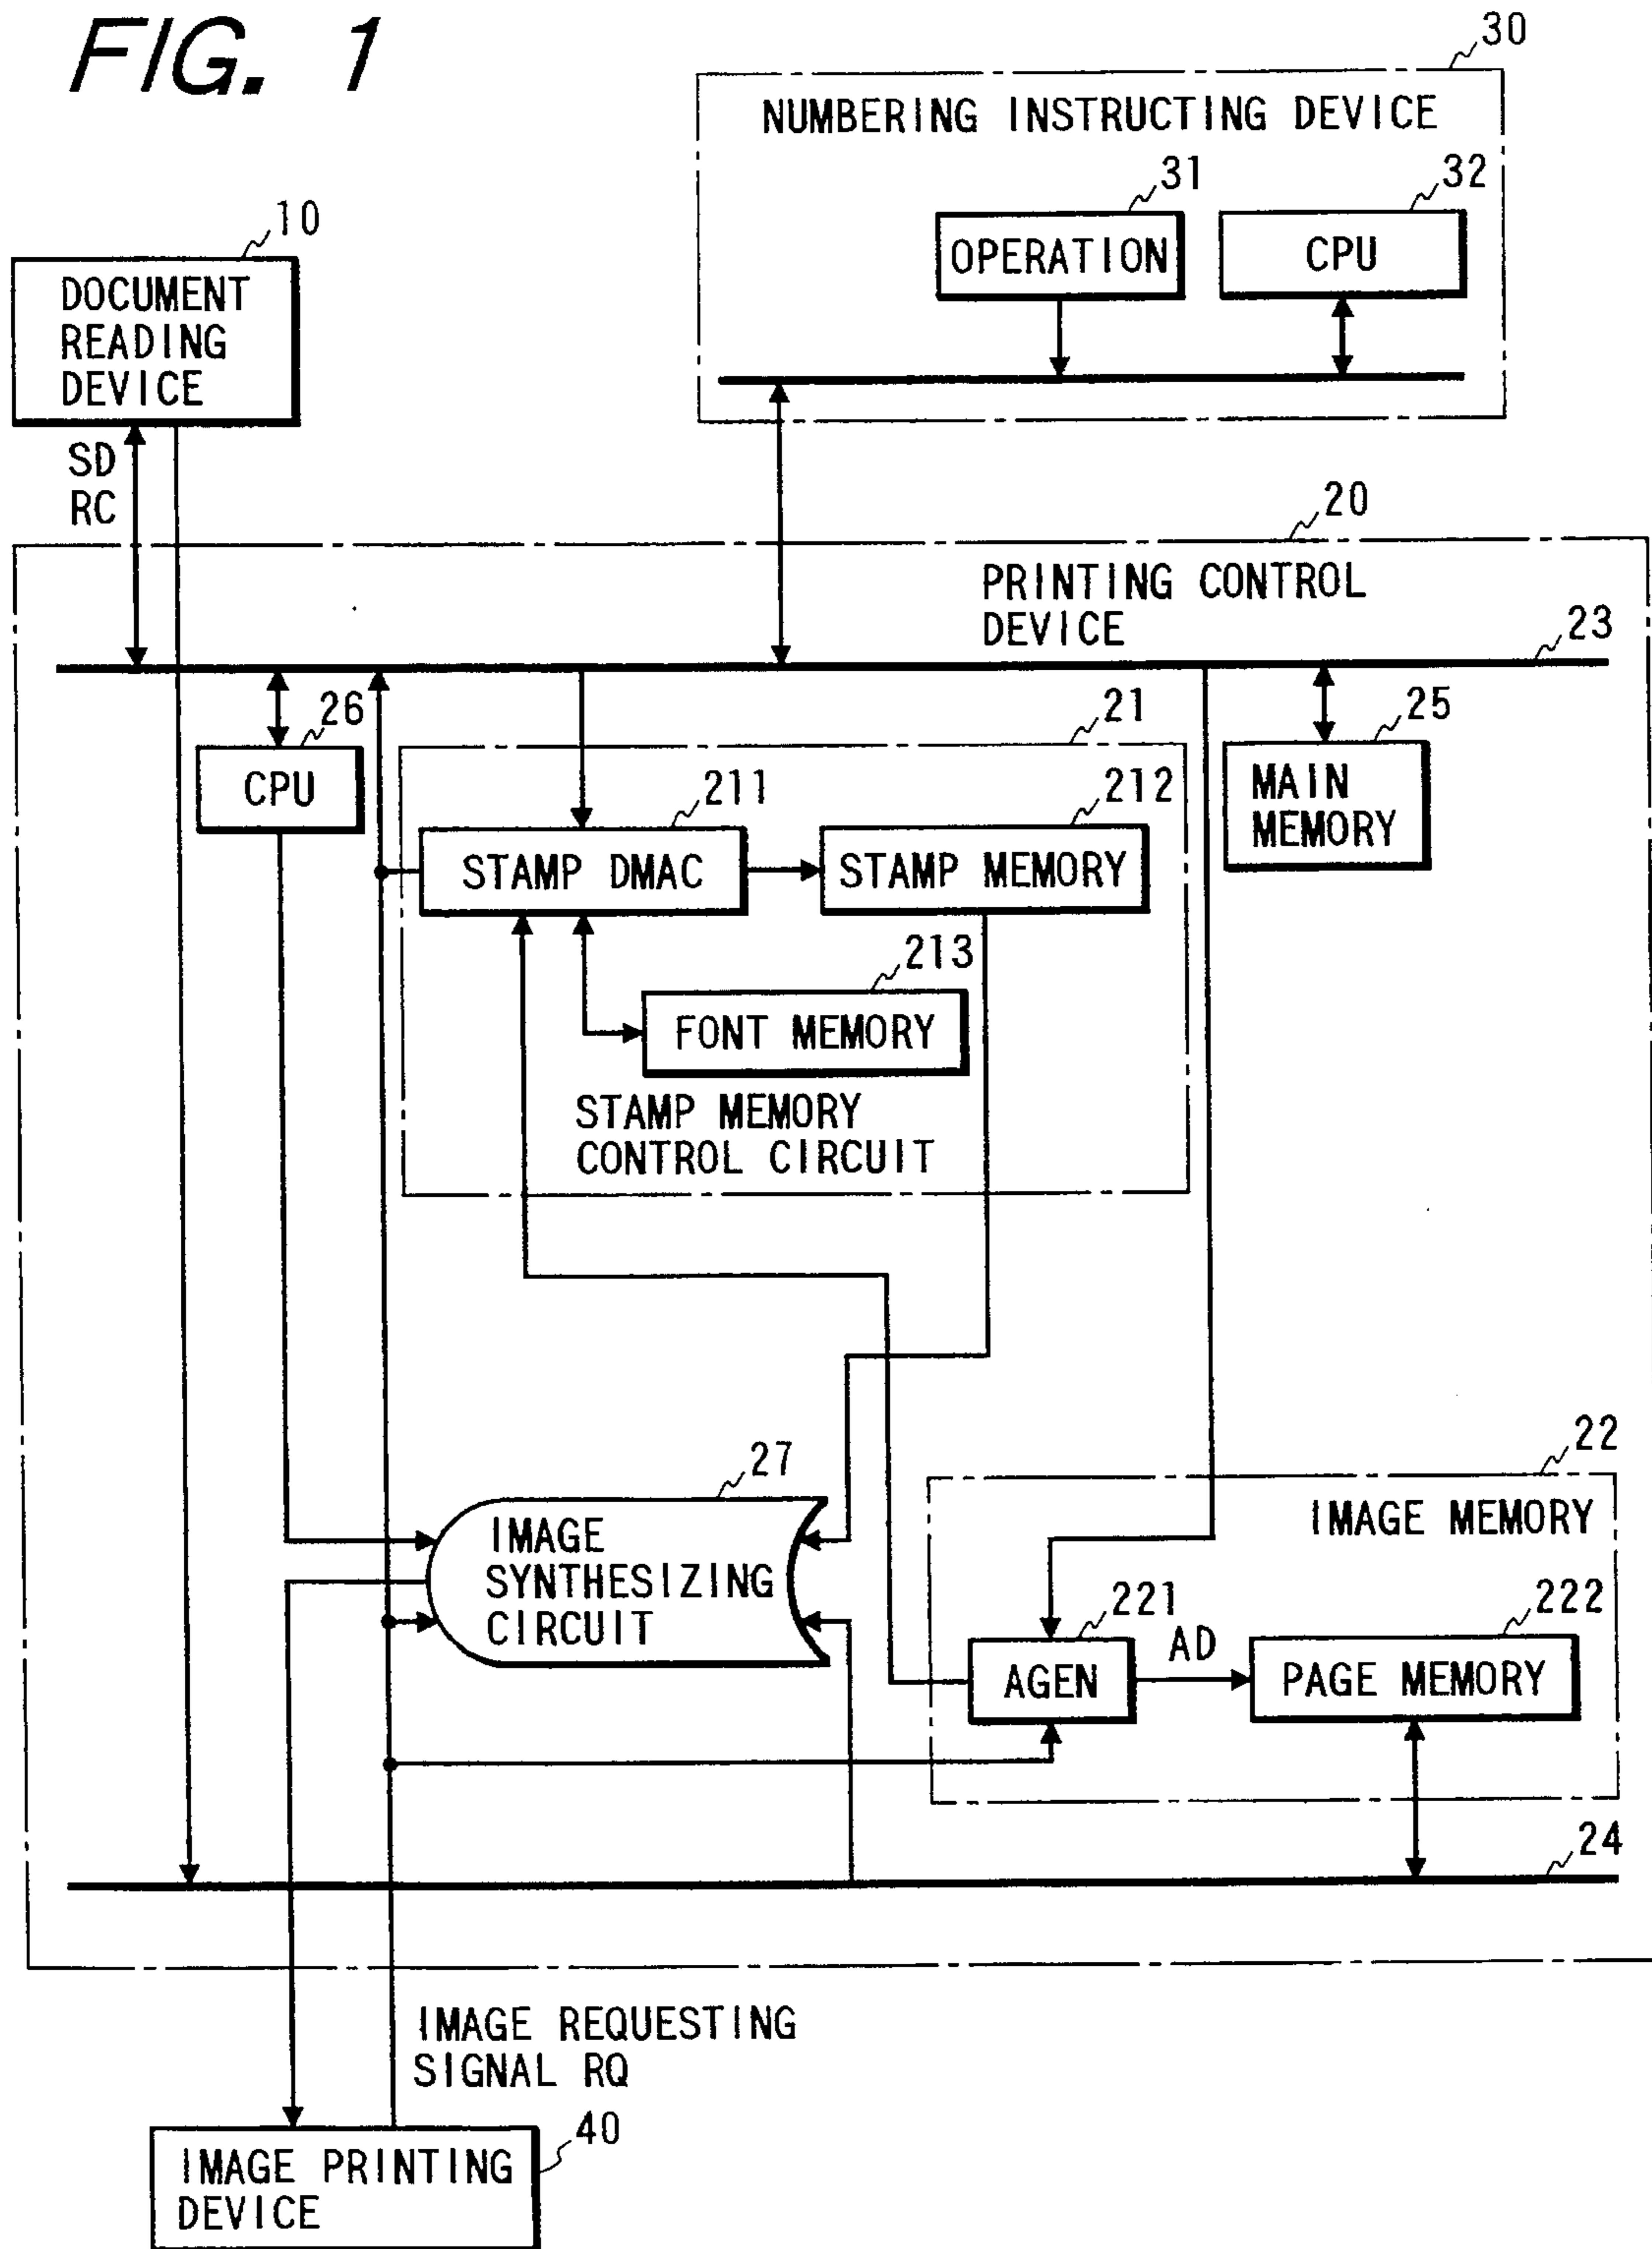 FIG. 1
30
NUMBERING INSTRUCTING DEVICE
31
32
OPERATION
CPU
10
DOCUMENT
READING
DEVICE
SD
RC
20
PRINTING CONTROL
DEVICE
23
26
CPU
21
25
MAIN
MEMORY
211
212
STAMP DMAC
STAMP MEMORY
213
FONT MEMORY
STAMP MEMORY
CONTROL CIRCUIT
27
IMAGE
SYNTHESIZING
CIRCUIT
22
IMAGE MEMORY
221
AD
222
AGEN
PAGE MEMORY
24
IMAGE REQUESTING
SIGNAL RQ
40
IMAGE PRINTING
DEVICE